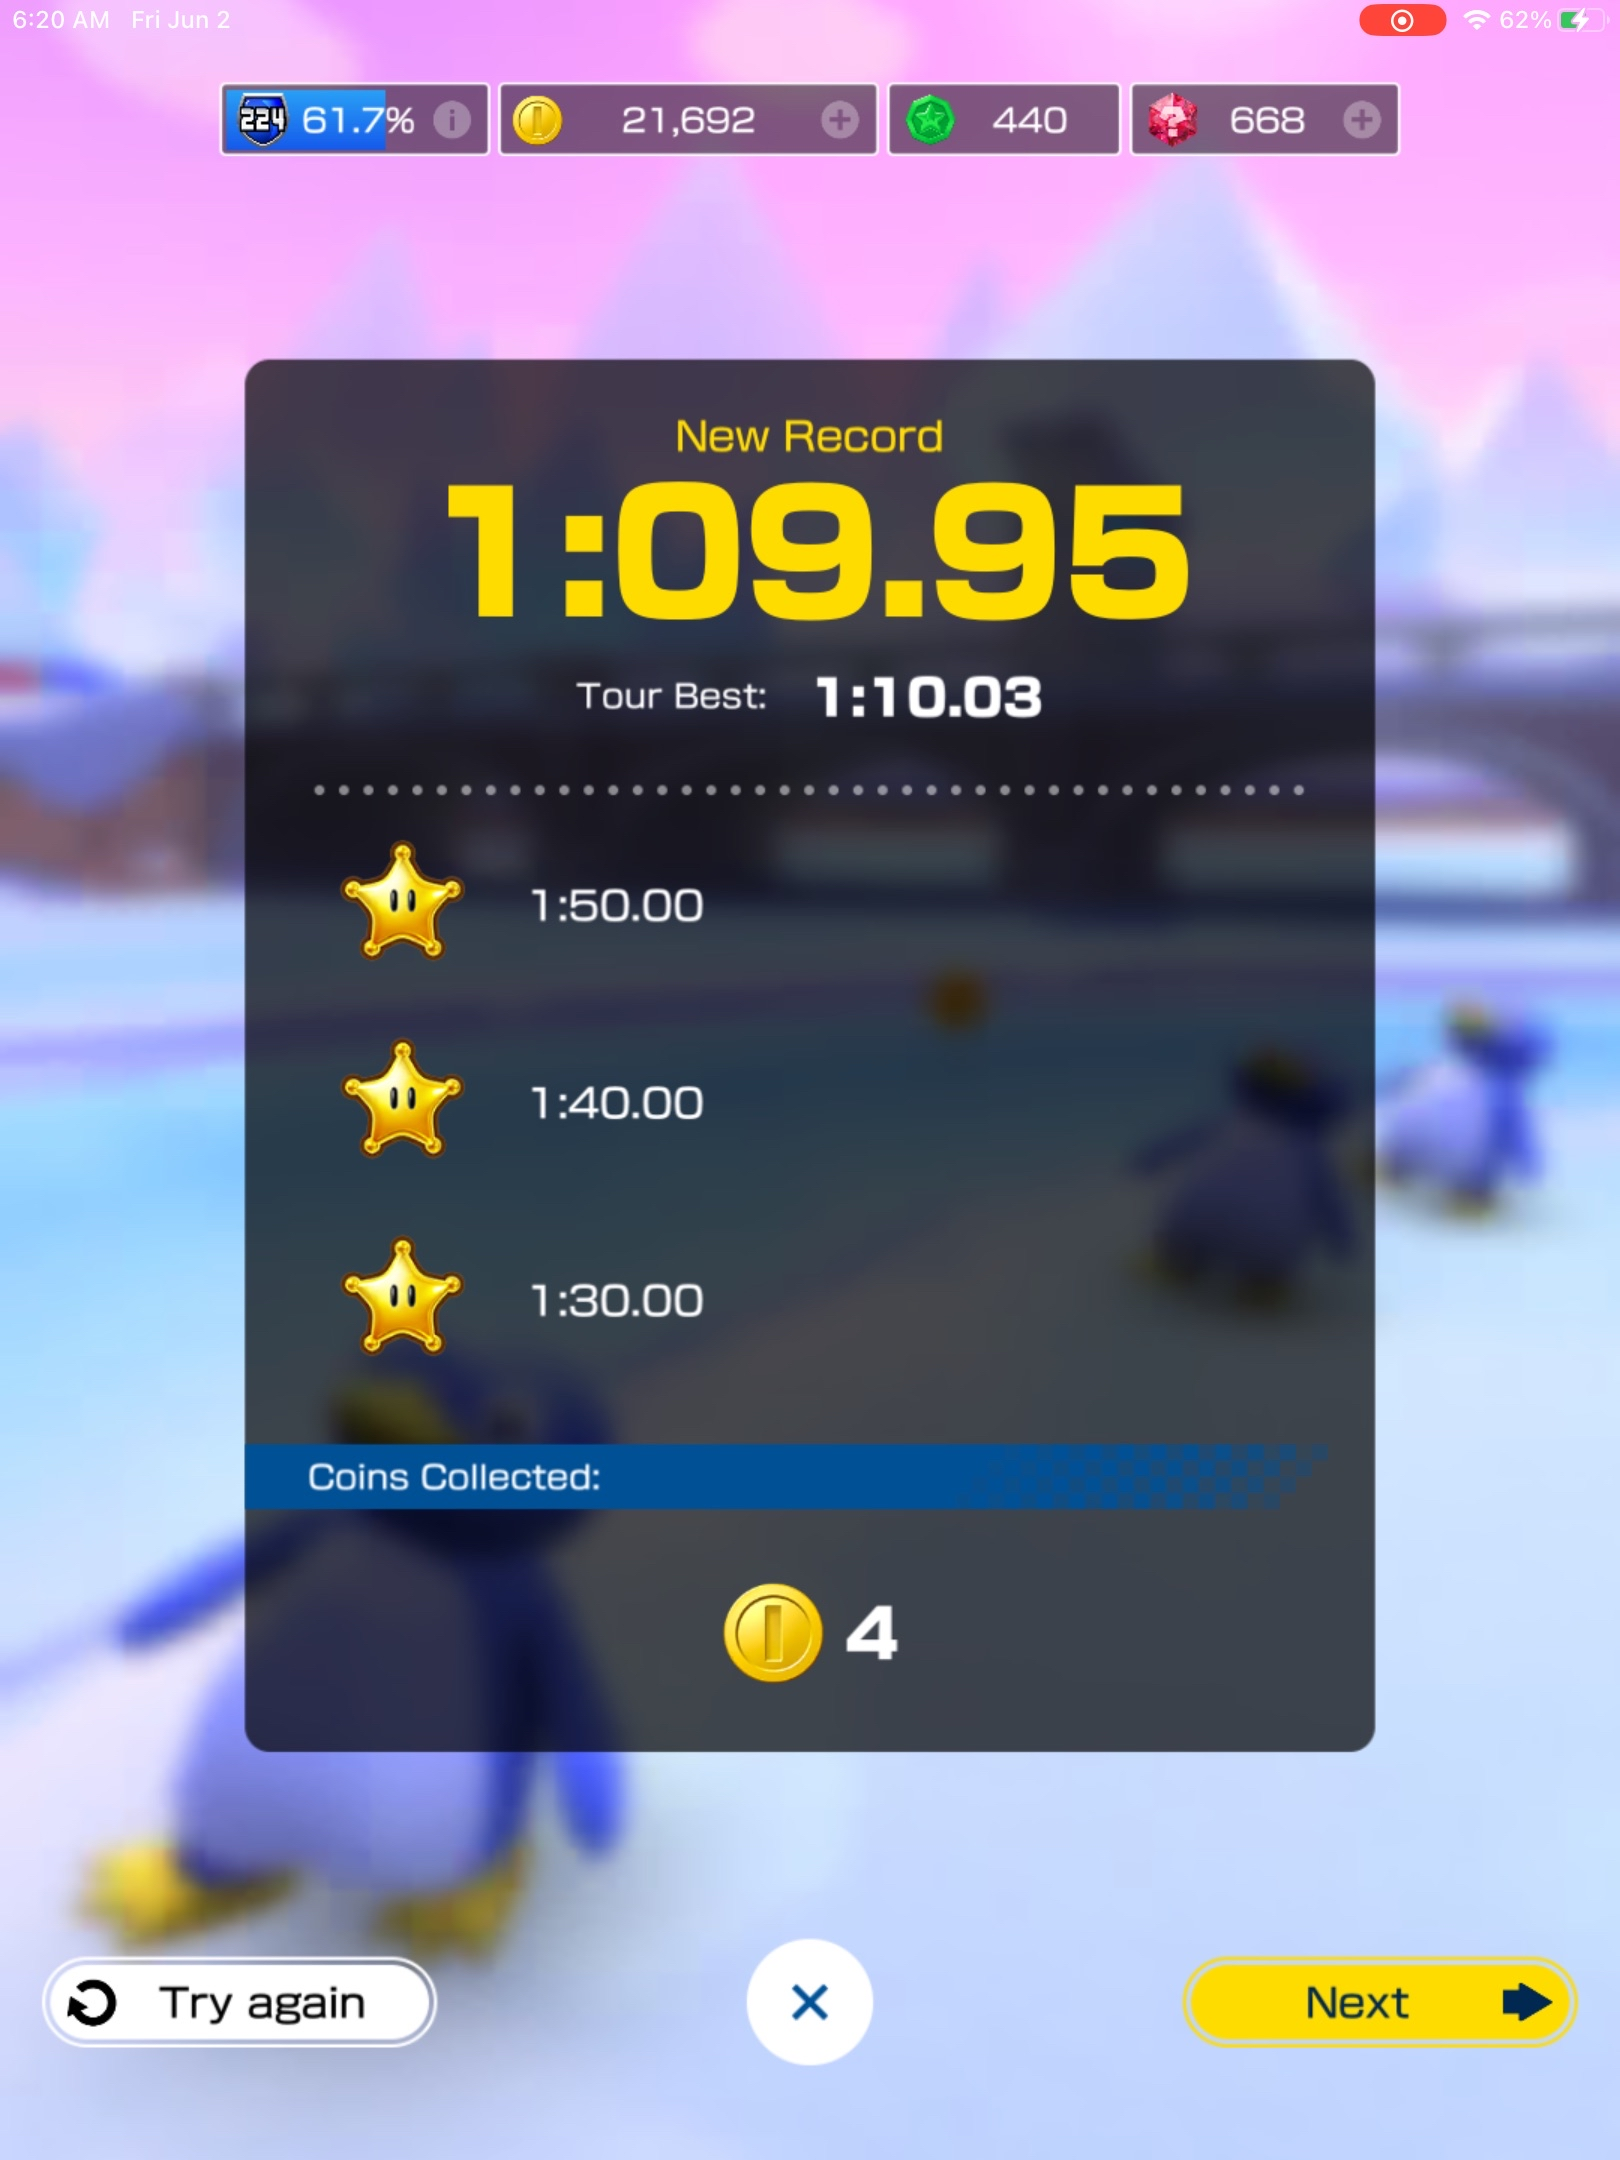 6:20 AM Fri Jun 2 62%
224 61.7% i 21,692 + 440 ? 668 +
New Record
1:09.95
Tour Best: 1:10.03
1:50.00
1:40.00
1:30.00
Coins Collected:
4
Try again × Next